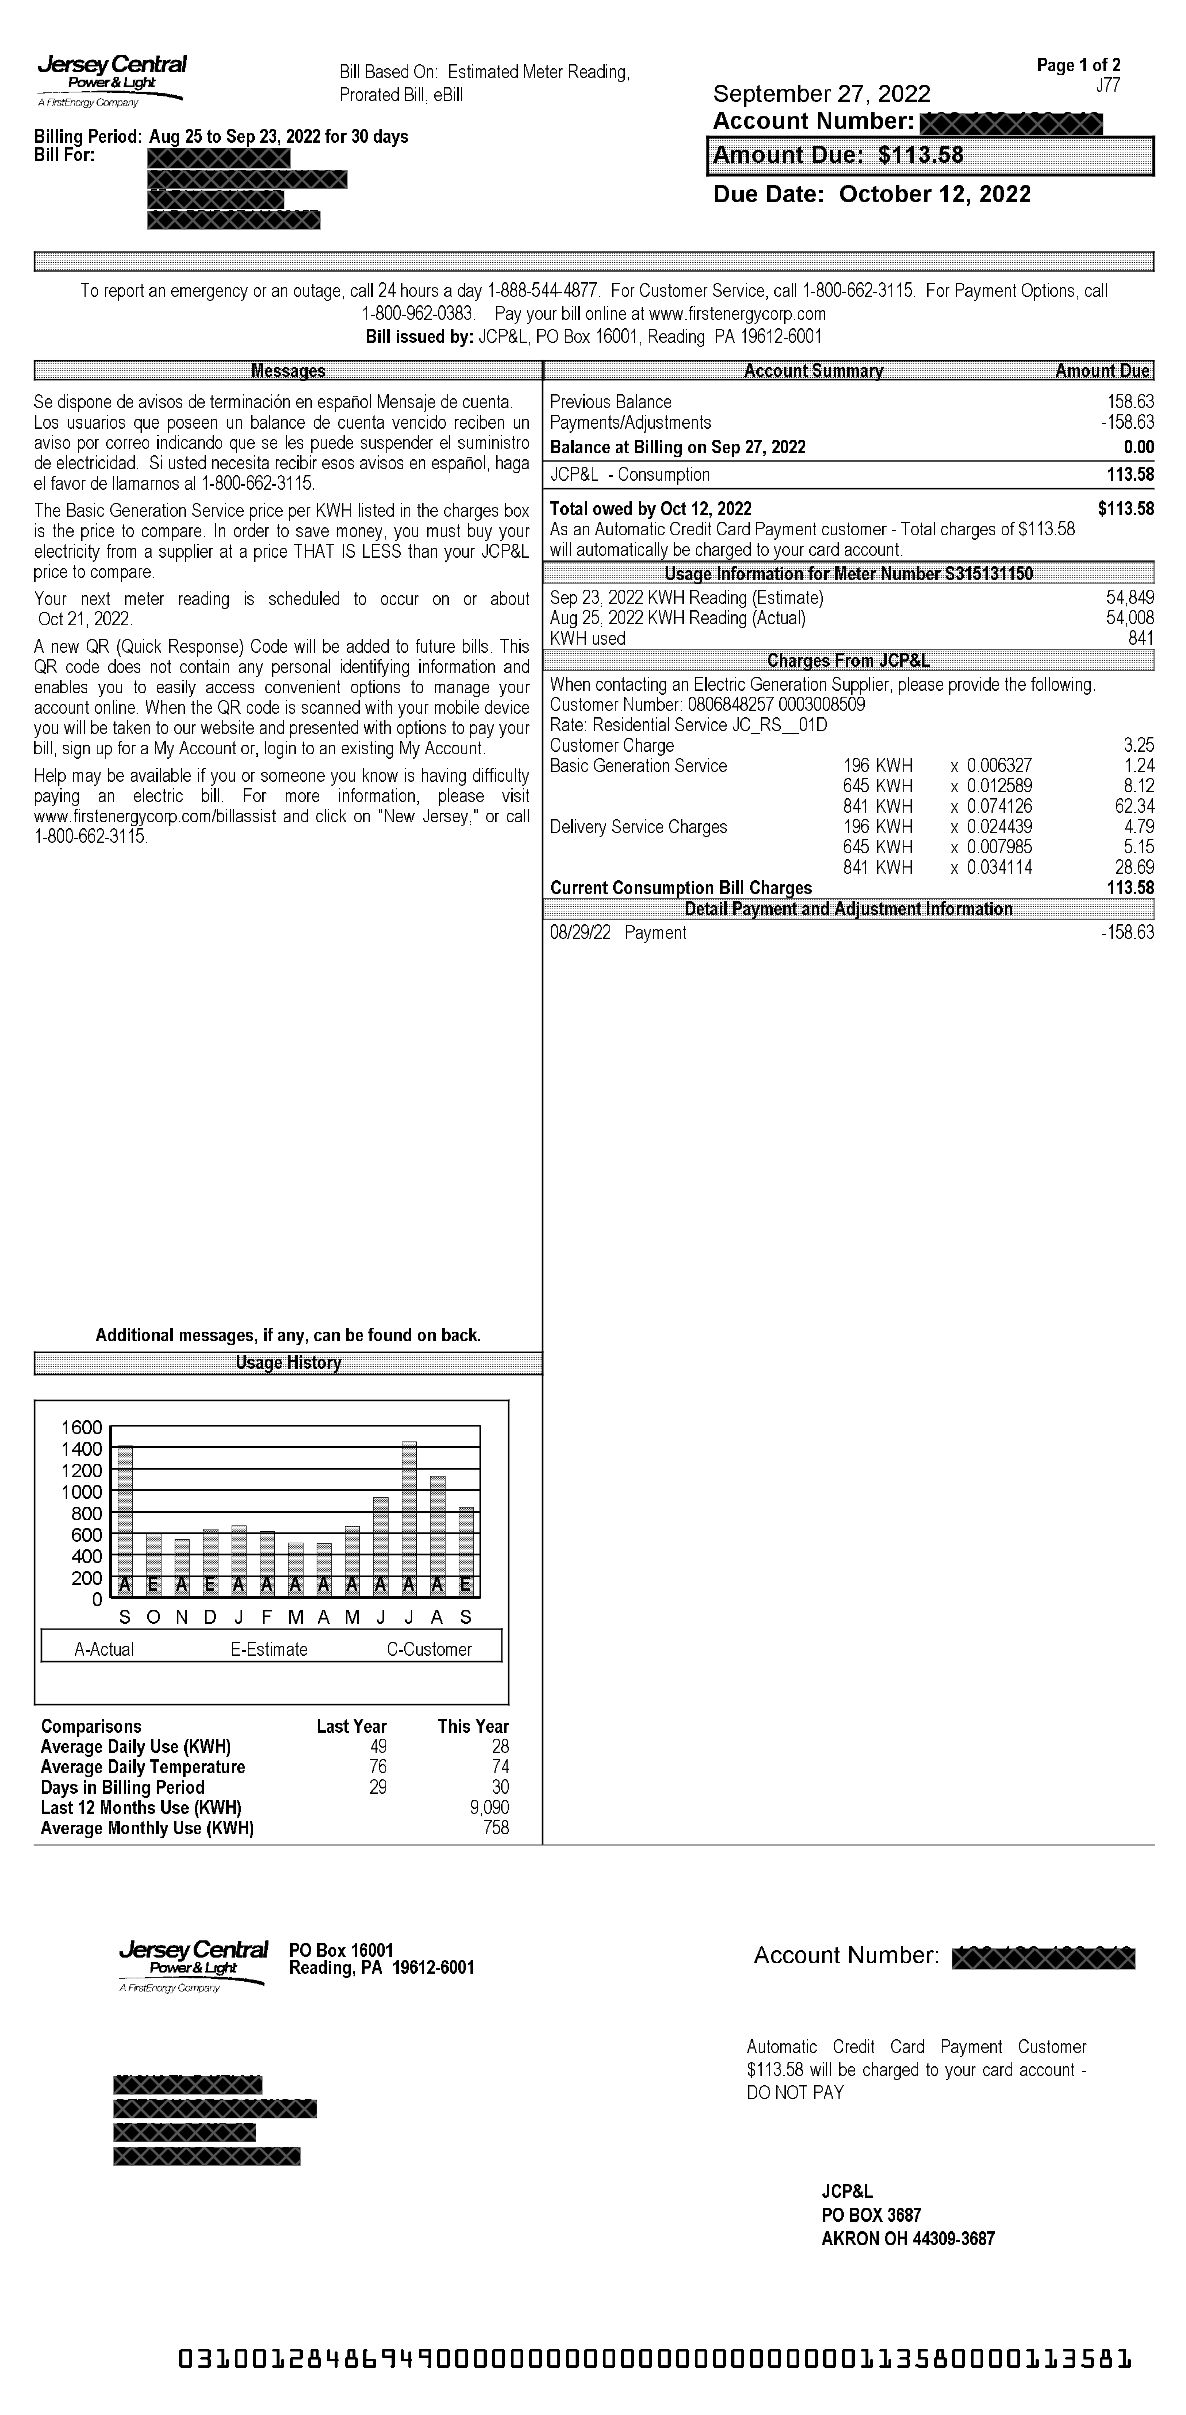 Jersey Central
Power & Light
A FirstEnergy Company
Bill Based On: Estimated Meter Reading,
Prorated Bill, eBill
Page 1 of 2
J77
September 27, 2022
Account Number:
Amount Due: $113.58
Due Date: October 12, 2022
Billing Period: Aug 25 to Sep 23, 2022 for 30 days
Bill For:
To report an emergency or an outage, call 24 hours a day 1-888-544-4877. For Customer Service, call 1-800-662-3115. For Payment Options, call
1-800-962-0383. Pay your bill online at www.firstenergycorp.com
Bill issued by: JCP&L, PO Box 16001, Reading PA 19612-6001
Messages
Se dispone de avisos de terminación en español Mensaje de cuenta.
Los usuarios que poseen un balance de cuenta vencido reciben un
aviso por correo indicando que se les puede suspender el suministro
de electricidad. Si usted necesita recibir esos avisos en español, haga
el favor de llamarnos al 1-800-662-3115.
The Basic Generation Service price per KWH listed in the charges box
is the price to compare. In order to save money, you must buy your
electricity from a supplier at a price THAT IS LESS than your JCP&L
price to compare.
Your next meter reading is scheduled to occur on or about
Oct 21, 2022.
A new QR (Quick Response) Code will be added to future bills. This
QR code does not contain any personal identifying information and
enables you to easily access convenient options to manage your
account online. When the QR code is scanned with your mobile device
you will be taken to our website and presented with options to pay your
bill, sign up for a My Account or, login to an existing My Account.
Help may be available if you or someone you know is having difficulty
paying an electric bill. For more information, please visit
www.firstenergycorp.com/billassist and click on "New Jersey," or call
1-800-662-3115.
Account Summary Amount Due
Previous Balance 158.63
Payments/Adjustments -158.63
Balance at Billing on Sep 27, 2022 0.00
JCP&L - Consumption 113.58
Total owed by Oct 12, 2022 $113.58
As an Automatic Credit Card Payment customer - Total charges of $113.58
will automatically be charged to your card account.
Usage Information for Meter Number S315131150
Sep 23, 2022 KWH Reading (Estimate) 54,849
Aug 25, 2022 KWH Reading (Actual) 54,008
KWH used 841
Charges From JCP&L
When contacting an Electric Generation Supplier, please provide the following.
Customer Number: 0806848257 0003008509
Rate: Residential Service JC_RS__01D
Customer Charge 3.25
Basic Generation Service 196 KWH x 0.006327 1.24
645 KWH x 0.012589 8.12
841 KWH x 0.074126 62.34
Delivery Service Charges 196 KWH x 0.024439 4.79
645 KWH x 0.007985 5.15
841 KWH x 0.034114 28.69
Current Consumption Bill Charges 113.58
Detail Payment and Adjustment Information
08/29/22 Payment -158.63
Additional messages, if any, can be found on back.
Usage History
1600
1400
1200
1000
800
600
400
200
0
A E A E A A A A A A A A E
S O N D J F M A M J J A S
A-Actual E-Estimate C-Customer
Comparisons Last Year This Year
Average Daily Use (KWH) 49 28
Average Daily Temperature 76 74
Days in Billing Period 29 30
Last 12 Months Use (KWH) 9,090
Average Monthly Use (KWH) 758
Jersey Central
Power & Light
A FirstEnergy Company
PO Box 16001
Reading, PA 19612-6001
Account Number:
Automatic Credit Card Payment Customer
$113.58 will be charged to your card account -
DO NOT PAY
JCP&L
PO BOX 3687
AKRON OH 44309-3687
031001284869490000000000000000000000001135800001 13581